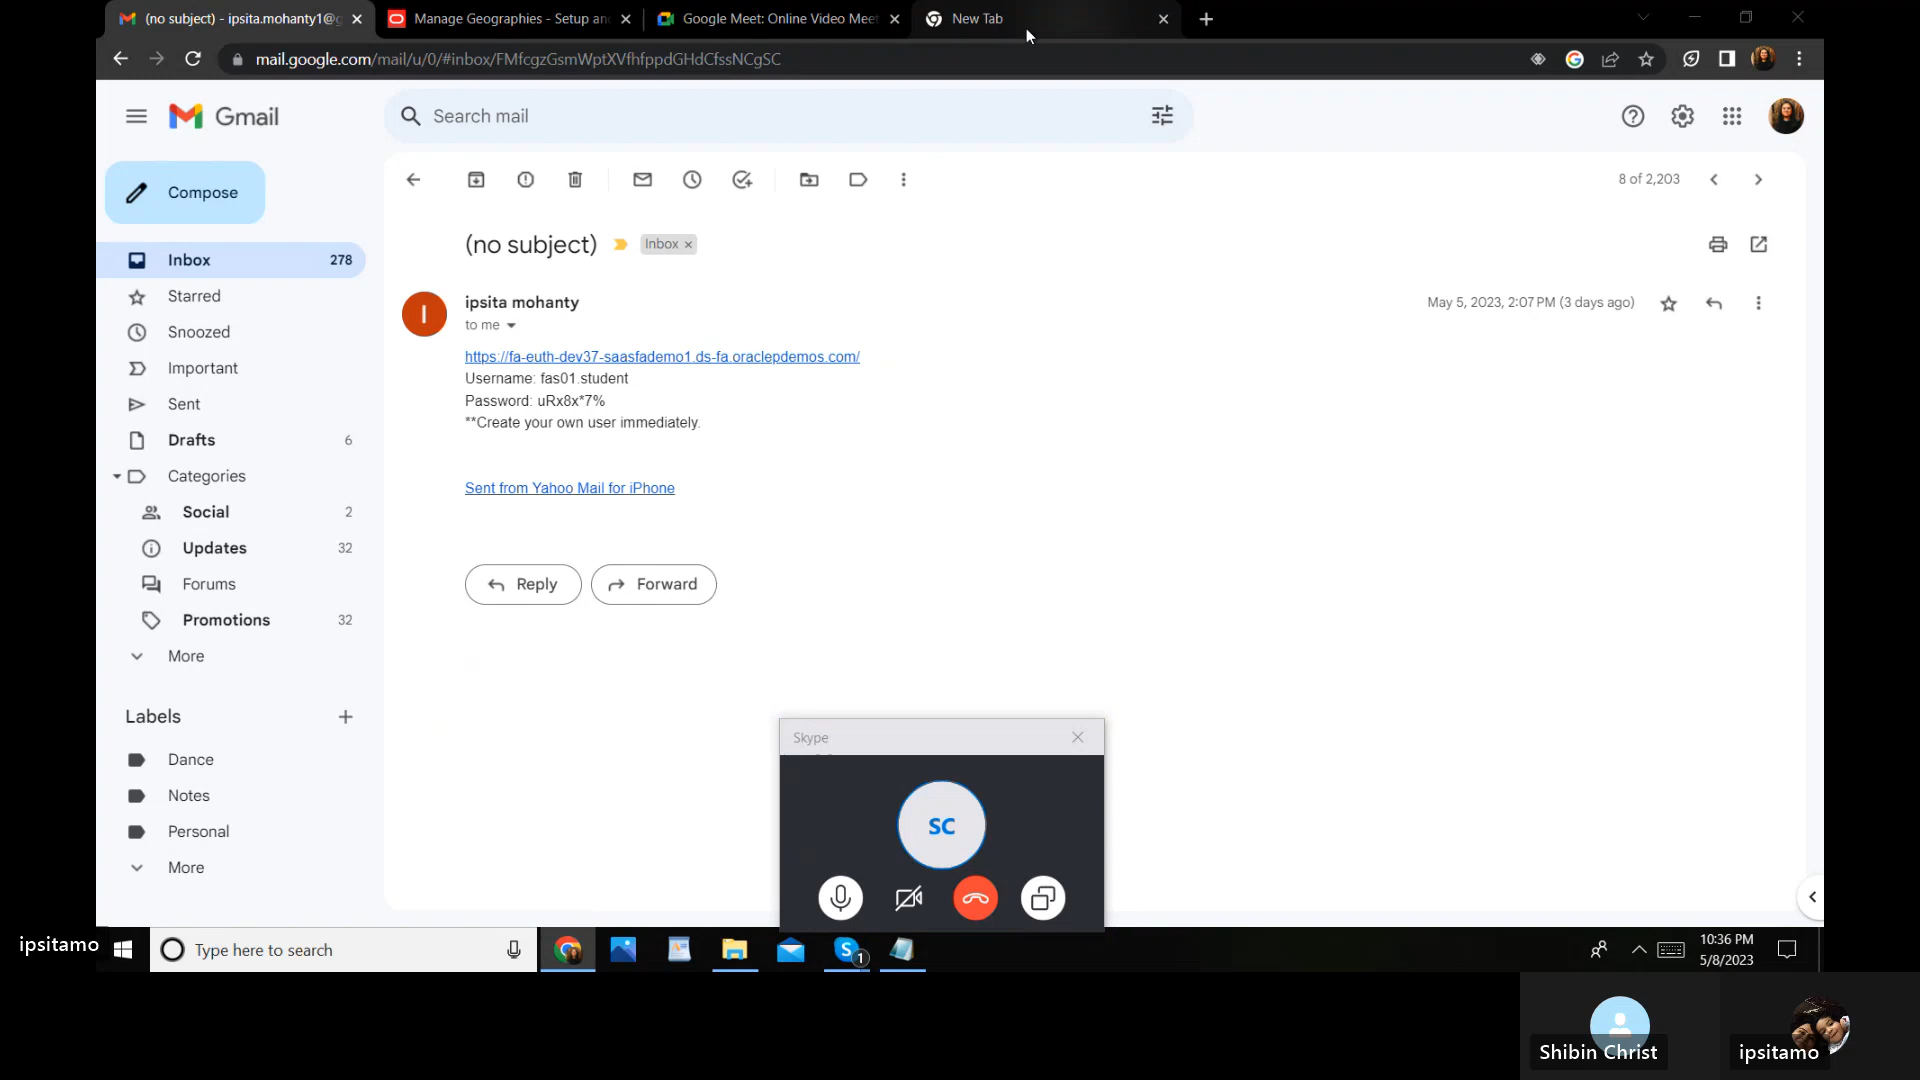 (no subject) - ipsita.mohanty1@g
Manage Geographies - Setup and
Google Meet: Online Video Meet
New Tab
mail.google.com/mail/u/0/#inbox/FMfcgzGsmWptXVfhfppdGHdCfssNCgSC
Gmail
Search mail
Compose
8 of 2,203
Inbox 278
Starred
Snoozed
Important
Sent
Drafts 6
Categories
Social 2
Updates 32
Forums
Promotions 32
More
Labels
Dance
Notes
Personal
More
(no subject)
Inbox ×
I
ipsita mohanty
to me
May 5, 2023, 2:07 PM (3 days ago)
https://fa-euth-dev37-saasfademo1.ds-fa.oraclepdemos.com/
Username: fas01.student
Password: uRx8x*7%
**Create your own user immediately.
Sent from Yahoo Mail for iPhone
Reply
Forward
Skype
SC
ipsitamo
Type here to search
S
1
10:36 PM
5/8/2023
Shibin Christ
ipsitamo